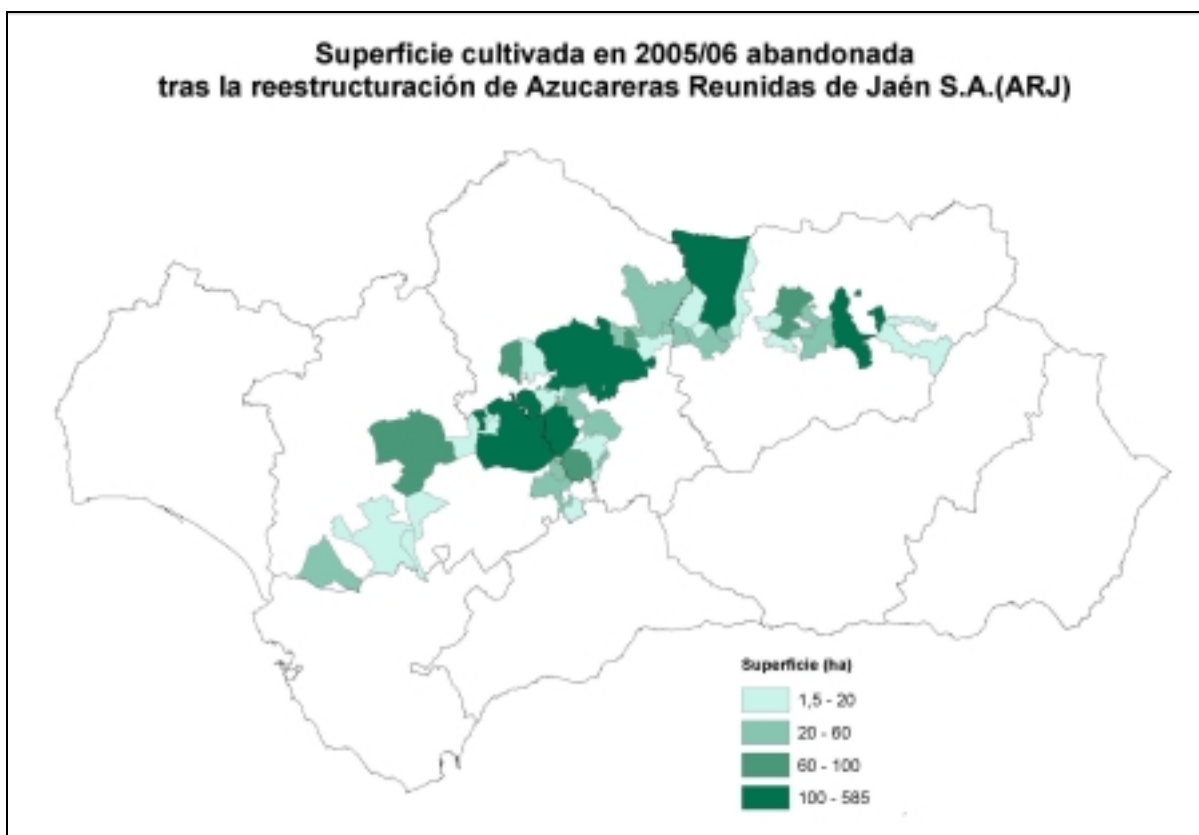 Superficie cultivada en 2005/06 abandonada
tras la reestructuración de Azucareras Reunidas de Jaén S.A.(ARJ)
Superficie (ha)
1,5 - 20
20 - 60
60 - 100
100 - 585